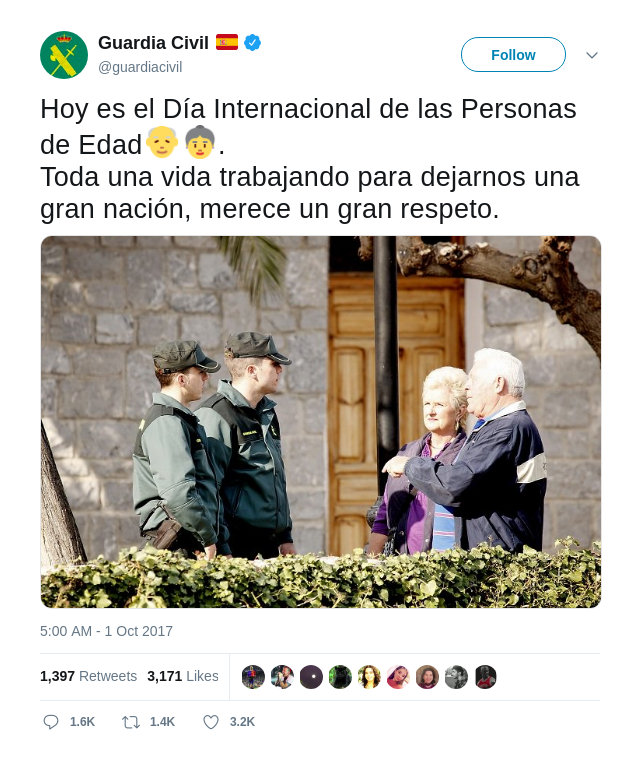 Guardia Civil 🇪🇸
@guardiacivil
Follow
Hoy es el Día Internacional de las Personas
de Edad👴👵.
Toda una vida trabajando para dejarnos una
gran nación, merece un gran respeto.
5:00 AM - 1 Oct 2017
1,397 Retweets 3,171 Likes
1.6K 1.4K 3.2K